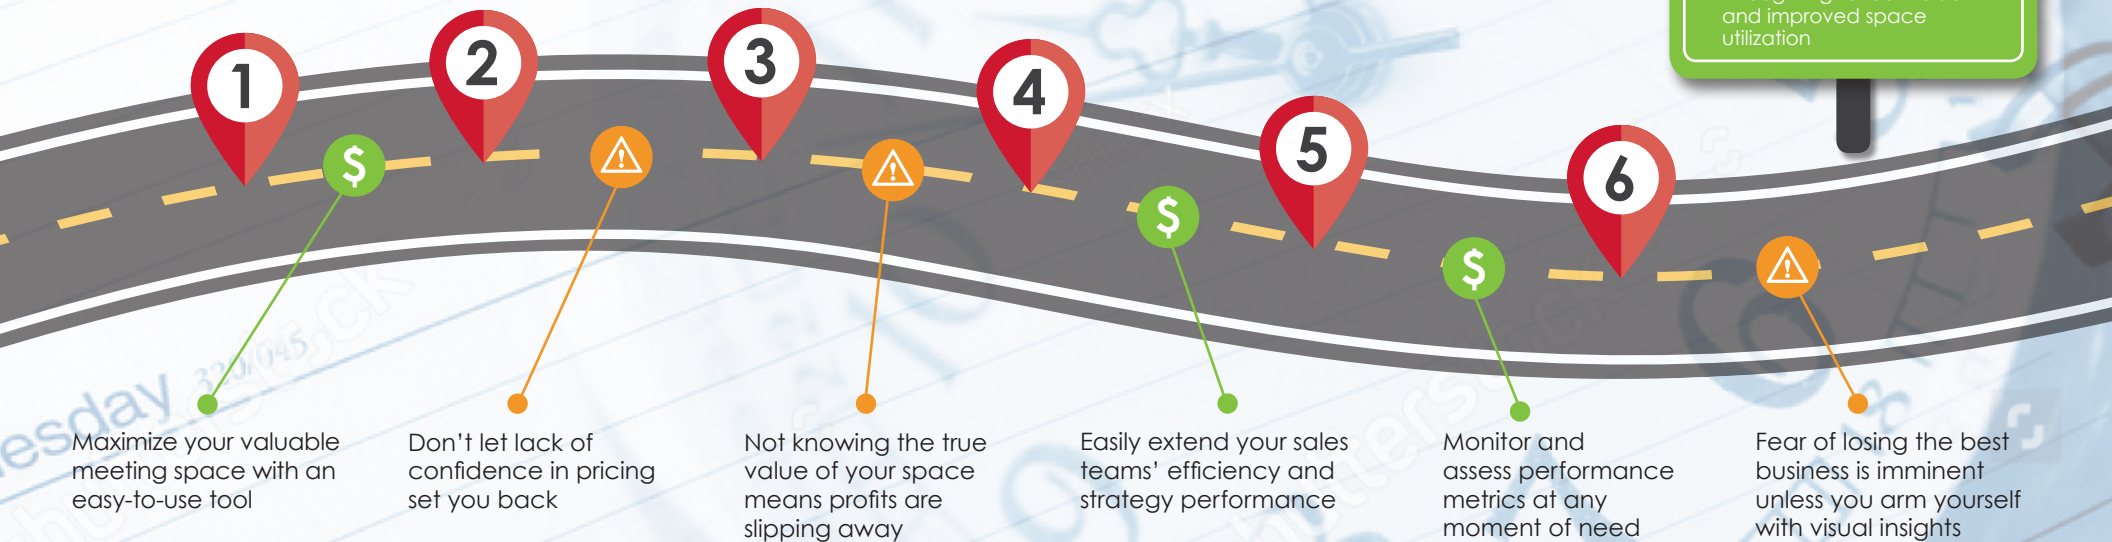 and improved space
utilization
1
2
3
4
5
6
$
$
$
Maximize your valuable
meeting space with an
easy-to-use tool
Don’t let lack of
confidence in pricing
set you back
Not knowing the true
value of your space
means profits are
slipping away
Easily extend your sales
teams’ efficiency and
strategy performance
Monitor and
assess performance
metrics at any
moment of need
Fear of losing the best
business is imminent
unless you arm yourself
with visual insights
esday
320/045